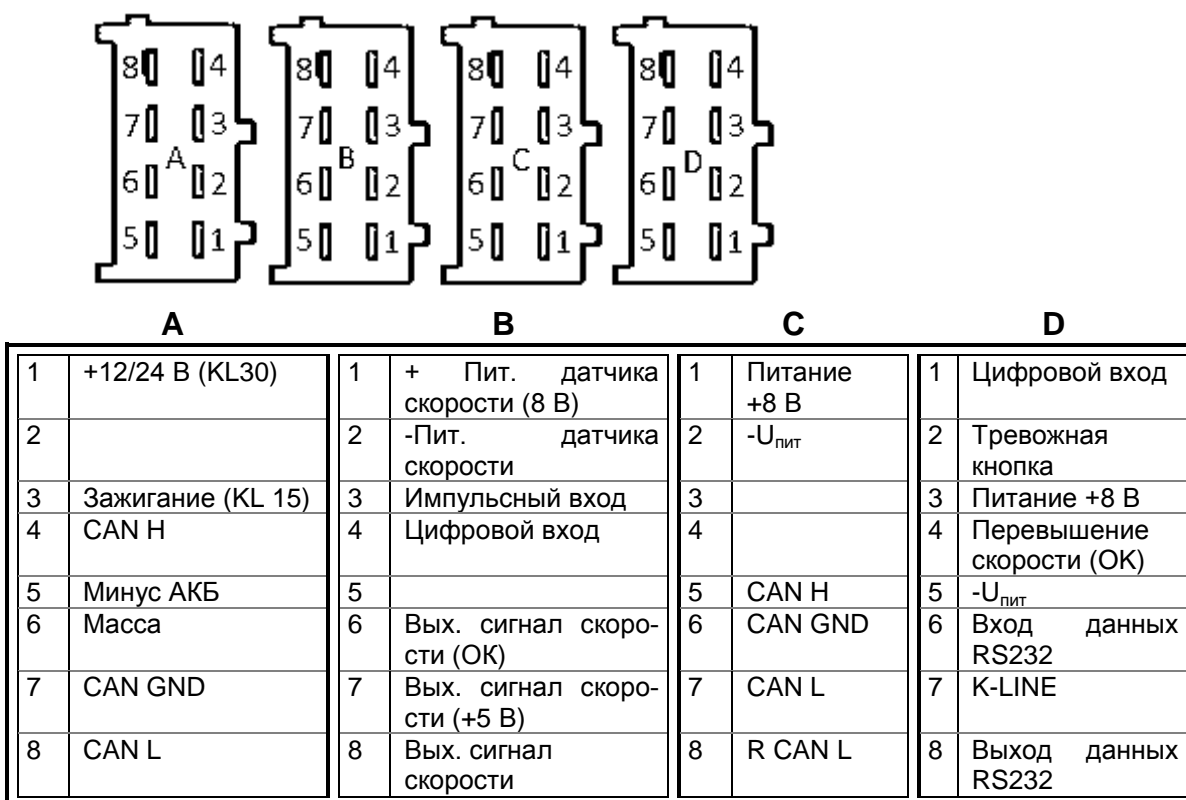 8 4 8 4 8 4 8 4
7 3 7 3 7 3 7 3
A B C D
6 2 6 2 6 2 6 2
5 1 5 1 5 1 5 1
A B C D
1 +12/24 В (KL30) 1 + Пит. датчика 1 Питание 1 Цифровой вход
скорости (8 В) +8 В
2 2 -Пит. датчика 2 -Uпит 2 Тревожная
скорости кнопка
3 Зажигание (KL 15) 3 Импульсный вход 3 3 Питание +8 В
4 CAN H 4 Цифровой вход 4 4 Перевышение
скорости (ОК)
5 Минус АКБ 5 5 CAN H 5 -Uпит
6 Масса 6 Вых. сигнал скоро- 6 CAN GND 6 Вход данных
сти (ОК) RS232
7 CAN GND 7 Вых. сигнал скоро- 7 CAN L 7 K-LINE
сти (+5 В)
8 CAN L 8 Вых. сигнал 8 R CAN L 8 Выход данных
скорости RS232